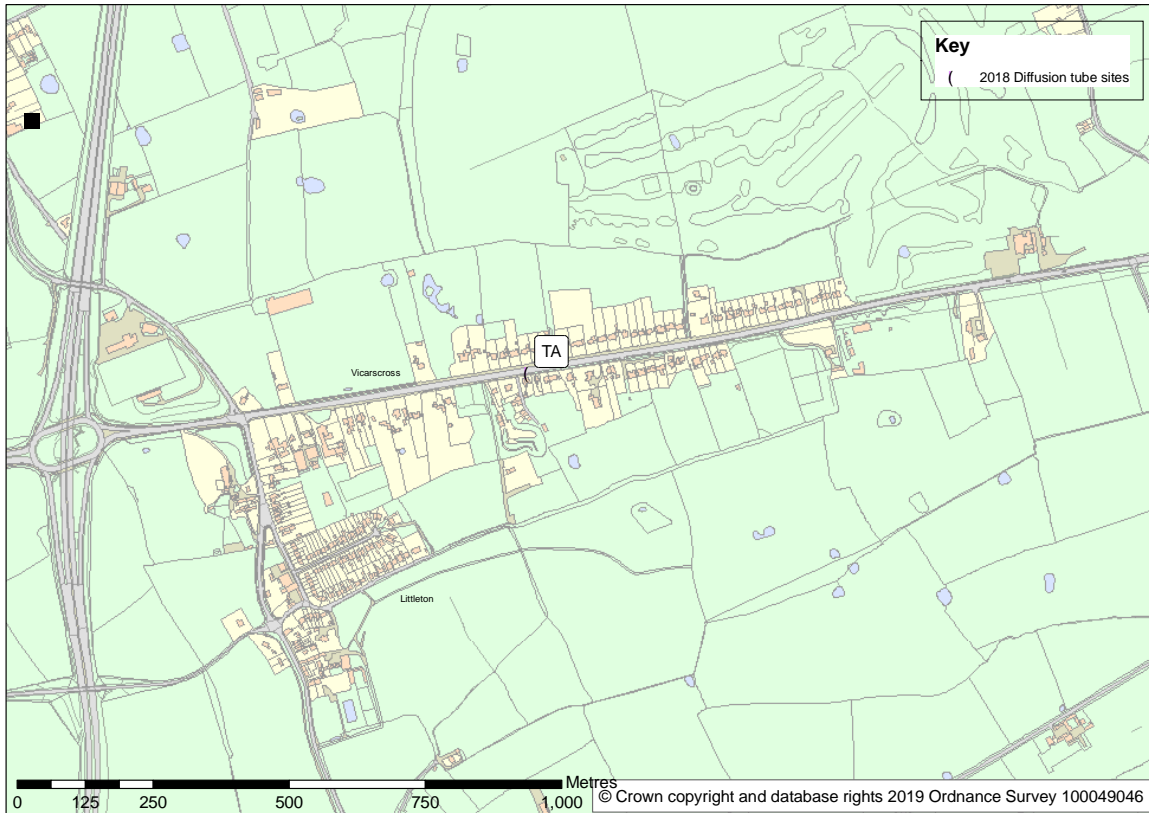 Key
( 2018 Diffusion tube sites
TA
Vicarscross
Littleton
Metres
0 125 250 500 750 1,000
© Crown copyright and database rights 2019 Ordnance Survey 100049046